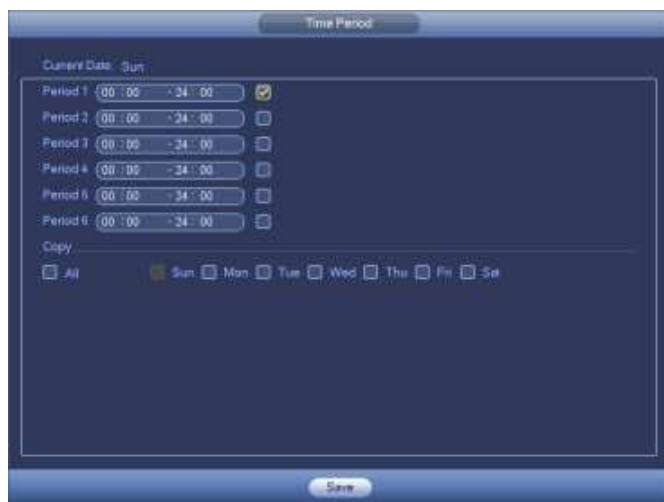 Time Period
Current Date: Sun
Period 1 00 : 00 - 24 : 00
Period 2 00 : 00 - 24 : 00
Period 3 00 : 00 - 24 : 00
Period 4 00 : 00 - 24 : 00
Period 5 00 : 00 - 24 : 00
Period 6 00 : 00 - 24 : 00
Copy
All Sun Mon Tue Wed Thu Fri Sat
Save